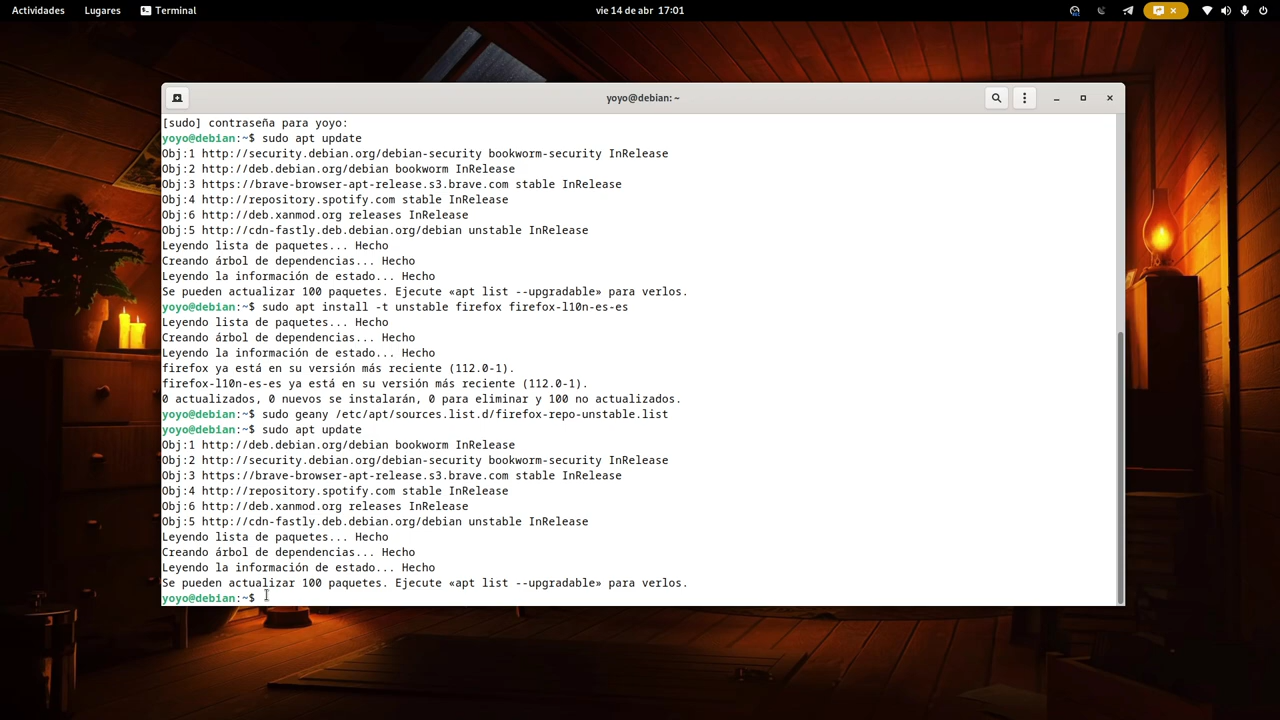 Actividades Lugares Terminal vie 14 de abr 17:01
yoyo@debian: ~
[sudo] contraseña para yoyo:
yoyo@debian:~$ sudo apt update
Obj:1 http://security.debian.org/debian-security bookworm-security InRelease
Obj:2 http://deb.debian.org/debian bookworm InRelease
Obj:3 https://brave-browser-apt-release.s3.brave.com stable InRelease
Obj:4 http://repository.spotify.com stable InRelease
Obj:6 http://deb.xanmod.org releases InRelease
Obj:5 http://cdn-fastly.deb.debian.org/debian unstable InRelease
Leyendo lista de paquetes... Hecho
Creando árbol de dependencias... Hecho
Leyendo la información de estado... Hecho
Se pueden actualizar 100 paquetes. Ejecute «apt list --upgradable» para verlos.
yoyo@debian:~$ sudo apt install -t unstable firefox firefox-l10n-es-es
Leyendo lista de paquetes... Hecho
Creando árbol de dependencias... Hecho
Leyendo la información de estado... Hecho
firefox ya está en su versión más reciente (112.0-1).
firefox-l10n-es-es ya está en su versión más reciente (112.0-1).
0 actualizados, 0 nuevos se instalarán, 0 para eliminar y 100 no actualizados.
yoyo@debian:~$ sudo geany /etc/apt/sources.list.d/firefox-repo-unstable.list
yoyo@debian:~$ sudo apt update
Obj:1 http://deb.debian.org/debian bookworm InRelease
Obj:2 http://security.debian.org/debian-security bookworm-security InRelease
Obj:3 https://brave-browser-apt-release.s3.brave.com stable InRelease
Obj:4 http://repository.spotify.com stable InRelease
Obj:6 http://deb.xanmod.org releases InRelease
Obj:5 http://cdn-fastly.deb.debian.org/debian unstable InRelease
Leyendo lista de paquetes... Hecho
Creando árbol de dependencias... Hecho
Leyendo la información de estado... Hecho
Se pueden actualizar 100 paquetes. Ejecute «apt list --upgradable» para verlos.
yoyo@debian:~$